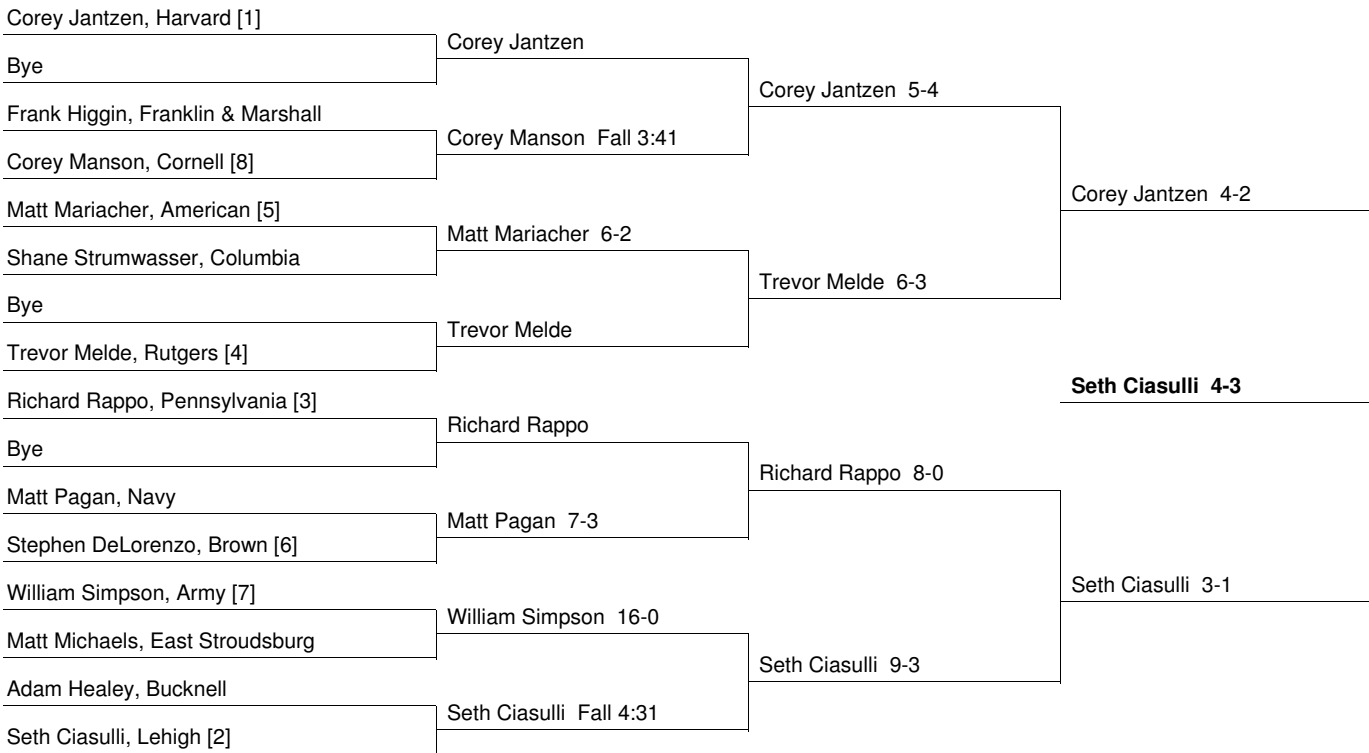 Corey Jantzen, Harvard [1]
Bye
Frank Higgin, Franklin & Marshall
Corey Manson, Cornell [8]
Matt Mariacher, American [5]
Shane Strumwasser, Columbia
Bye
Trevor Melde, Rutgers [4]
Richard Rappo, Pennsylvania [3]
Bye
Matt Pagan, Navy
Stephen DeLorenzo, Brown [6]
William Simpson, Army [7]
Matt Michaels, East Stroudsburg
Adam Healey, Bucknell
Seth Ciasulli, Lehigh [2]
Corey Jantzen
Corey Manson Fall 3:41
Matt Mariacher 6-2
Trevor Melde
Richard Rappo
Matt Pagan 7-3
William Simpson 16-0
Seth Ciasulli Fall 4:31
Corey Jantzen 5-4
Trevor Melde 6-3
Richard Rappo 8-0
Seth Ciasulli 9-3
Corey Jantzen 4-2
Seth Ciasulli 4-3
Seth Ciasulli 3-1